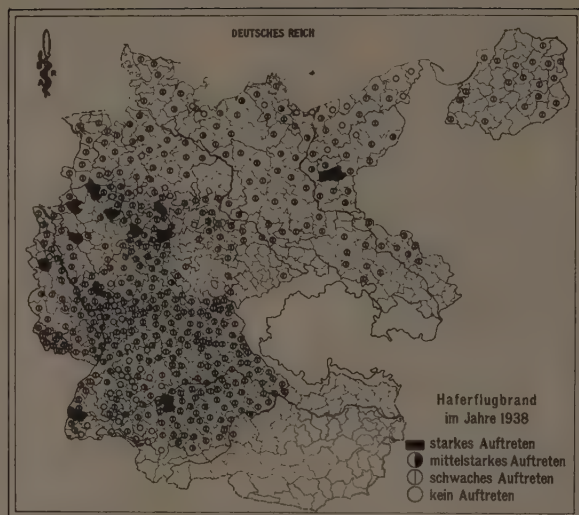 DEUTSCHES REICH
Haferflugbrand
im Jahre 1938
starkes Auftreten
mittelstarkes Auftreten
schwaches Auftreten
kein Auftreten